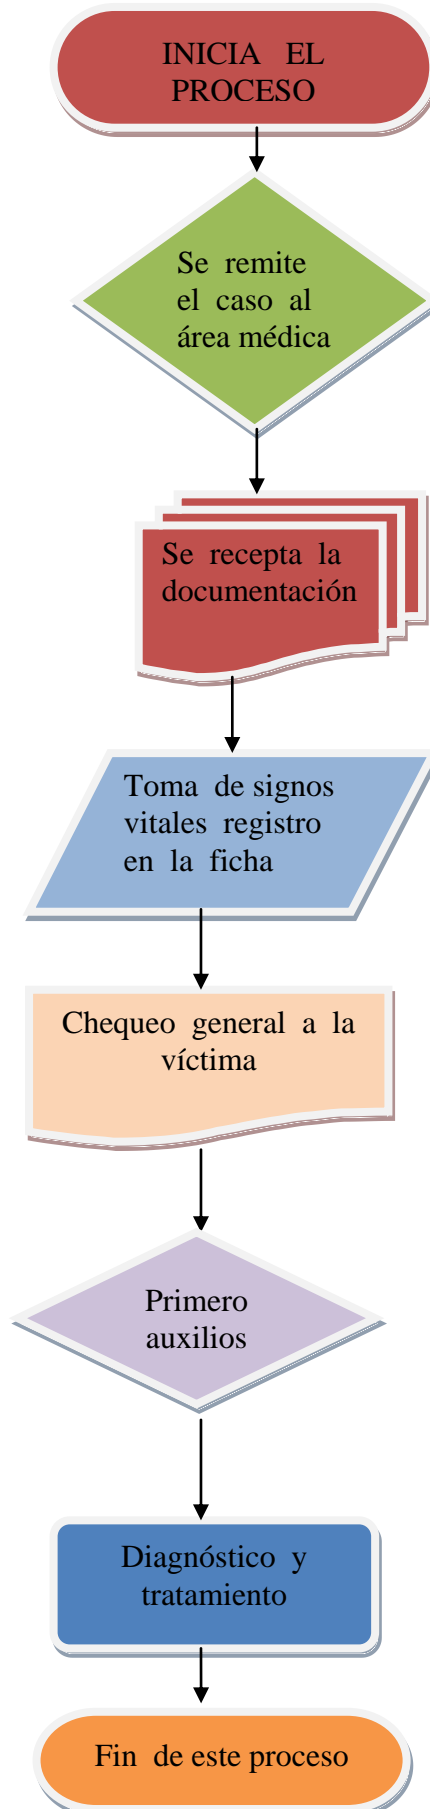 INICIA EL
PROCESO
Se remite
el caso al
área médica
Se recepta la
documentación
Toma de signos
vitales registro
en la ficha
Chequeo general a la
víctima
Primero
auxilios
Diagnóstico y
tratamiento
Fin de este proceso